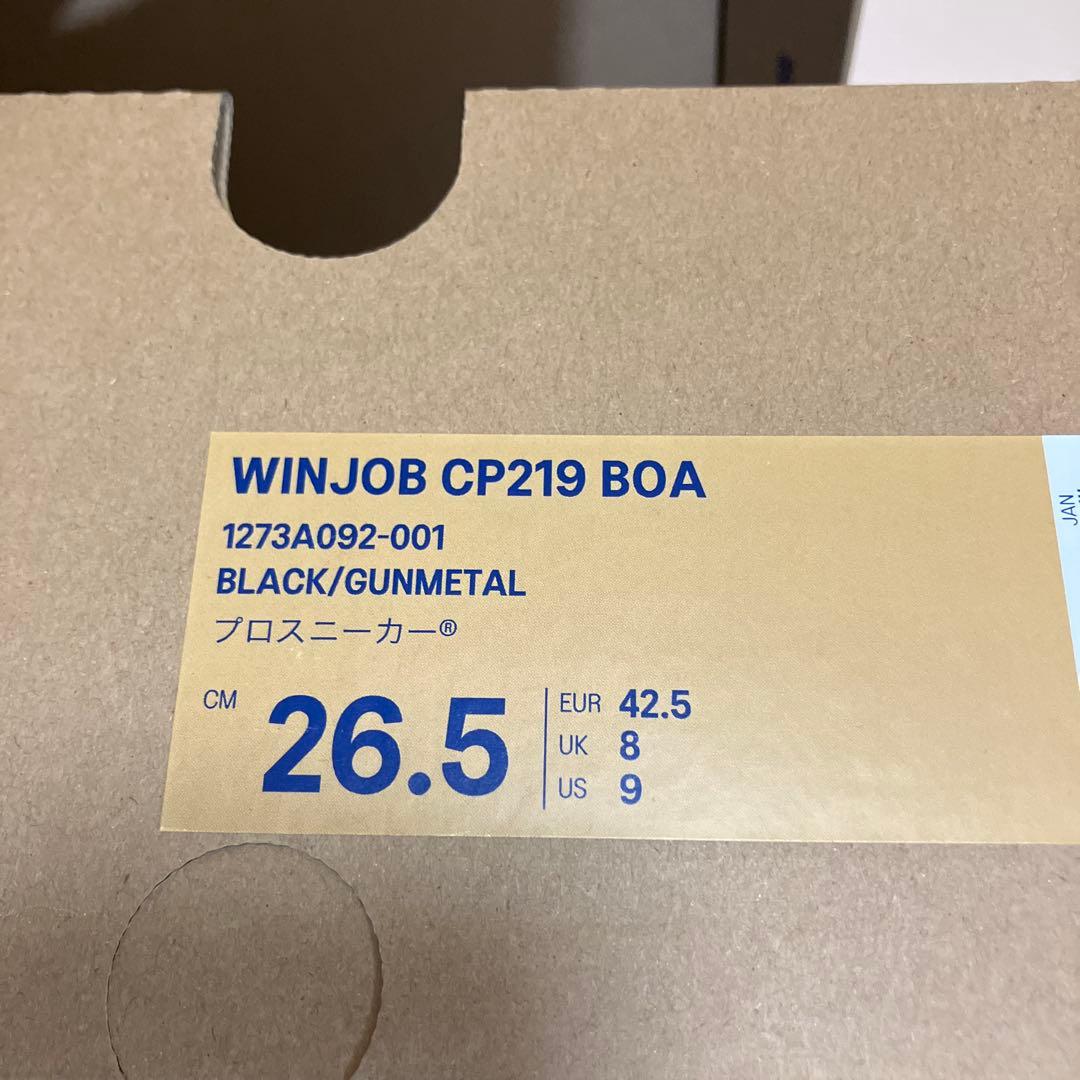 WINJOB CP219 BOA
1273A092-001
BLACK/GUNMETAL
プロスニーカー®
CM 26.5
EUR 42.5
UK 8
US 9
JAN